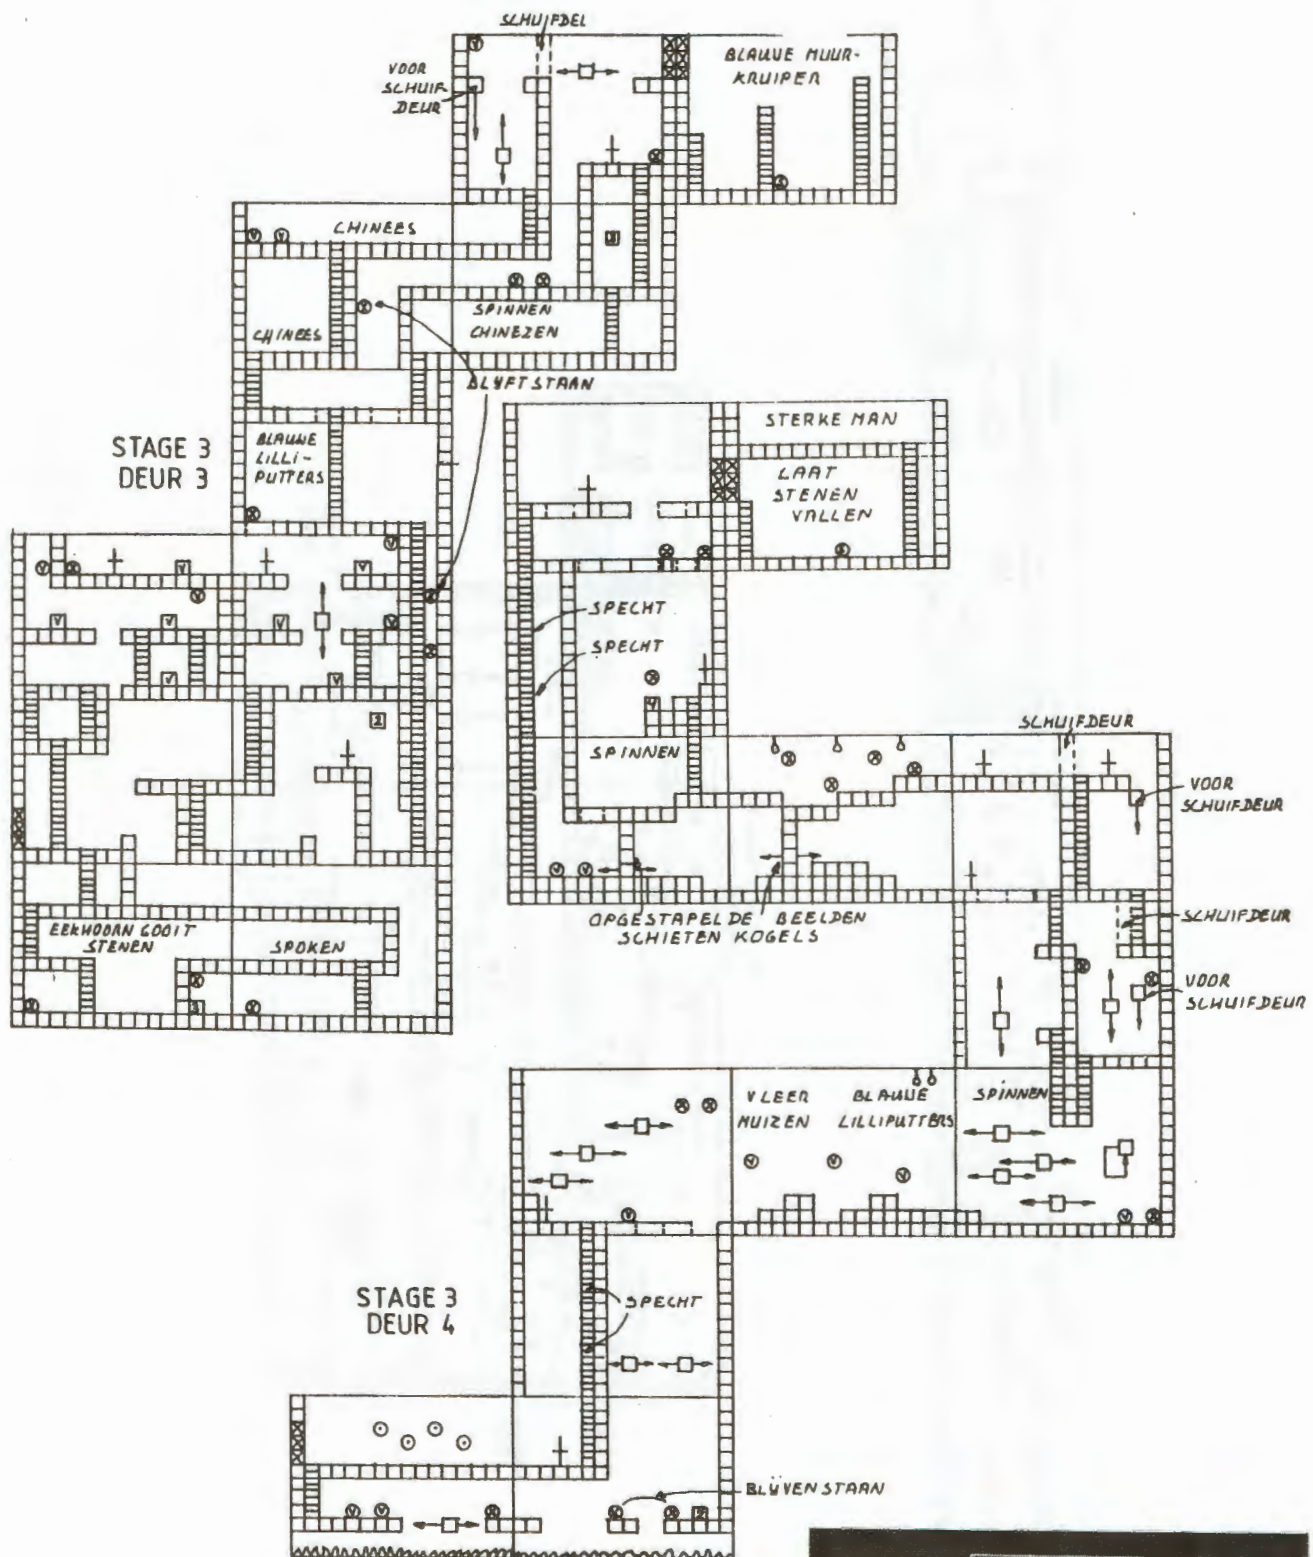 SCHUIFDEL
VOOR
SCHUIF-
DEUR
BLAUWE MUUR-
KRUIPER
CHINEES
SPINNEN
CHINEZEN
CHINEES
BLYFT STAAN
STAGE 3
DEUR 3
BLAUWE
LILLI-
PUTTERS
STERKE MAN
LAAT
STENEN
VALLEN
SPECHT
SPECHT
SPINNEN
SCHUIFDEUR
VOOR
SCHUIFDEUR
OPGESTAPELDE BEELDEN
SCHIETEN KOGELS
SCHUIFDEUR
VOOR
SCHUIFDEUR
EEKHOORN GOOIT
STENEN
SPOKEN
VLEER
MUIZEN
BLAUWE
LILLIPUTTERS
SPINNEN
STAGE 3
DEUR 4
SPECHT
BLÜVEN STAAN